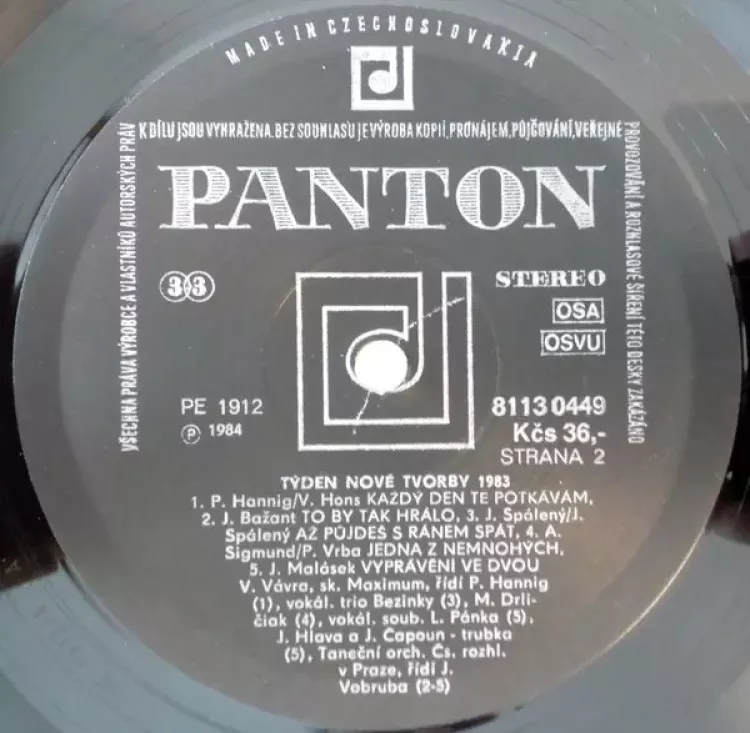 MADE IN CZECHOSLOVAKIA
VŠECHNA PRÁVA VÝROBCE A VLASTNÍKŮ AUTORSKÝCH PRÁV
K DÍLU JSOU VYHRAŽENA. BEZ SOUHLASU JE VÝROBA KOPIÍ, PRONÁJEM, PŮJČOVÁNÍ, VEŘEJNÉ
PROVOZOVÁNÍ A ROZHLASOVÉ ŠÍŘENÍ TÉTO DESKY ZAKÁZÁNO
PANTON
33
STEREO
OSA
OSVU
PE 1912
℗ 1984
8113 0449
Kčs 36,-
STRANA 2
TÝDEN NOVÉ TVORBY 1983
1. P. Hannig/V. Hons KAŽDÝ DEN TE POTKÁVÁM,
2. J. Bažant TO BY TAK HRÁLO, 3. J. Spálený/J.
Spálený AŽ PŮJDEŠ S RÁNEM SPÁT, 4. A.
Sigmund/P. Vrba JEDNA Z NEMNOHÝCH,
5. J. Malásek VYPRÁVĚNÍ VE DVOU
V. Vávra, sk. Maximum, řídí P. Hannig
(1), vokál. trio Bezinky (3), M. Drli-
čiak (4), vokál. soub. L. Pánka (5),
J. Hlava a J. Čapoun - trubka
(5), Taneční orch. Čs. rozhl.
v Praze, řídí J.
Vobruba (2-5)